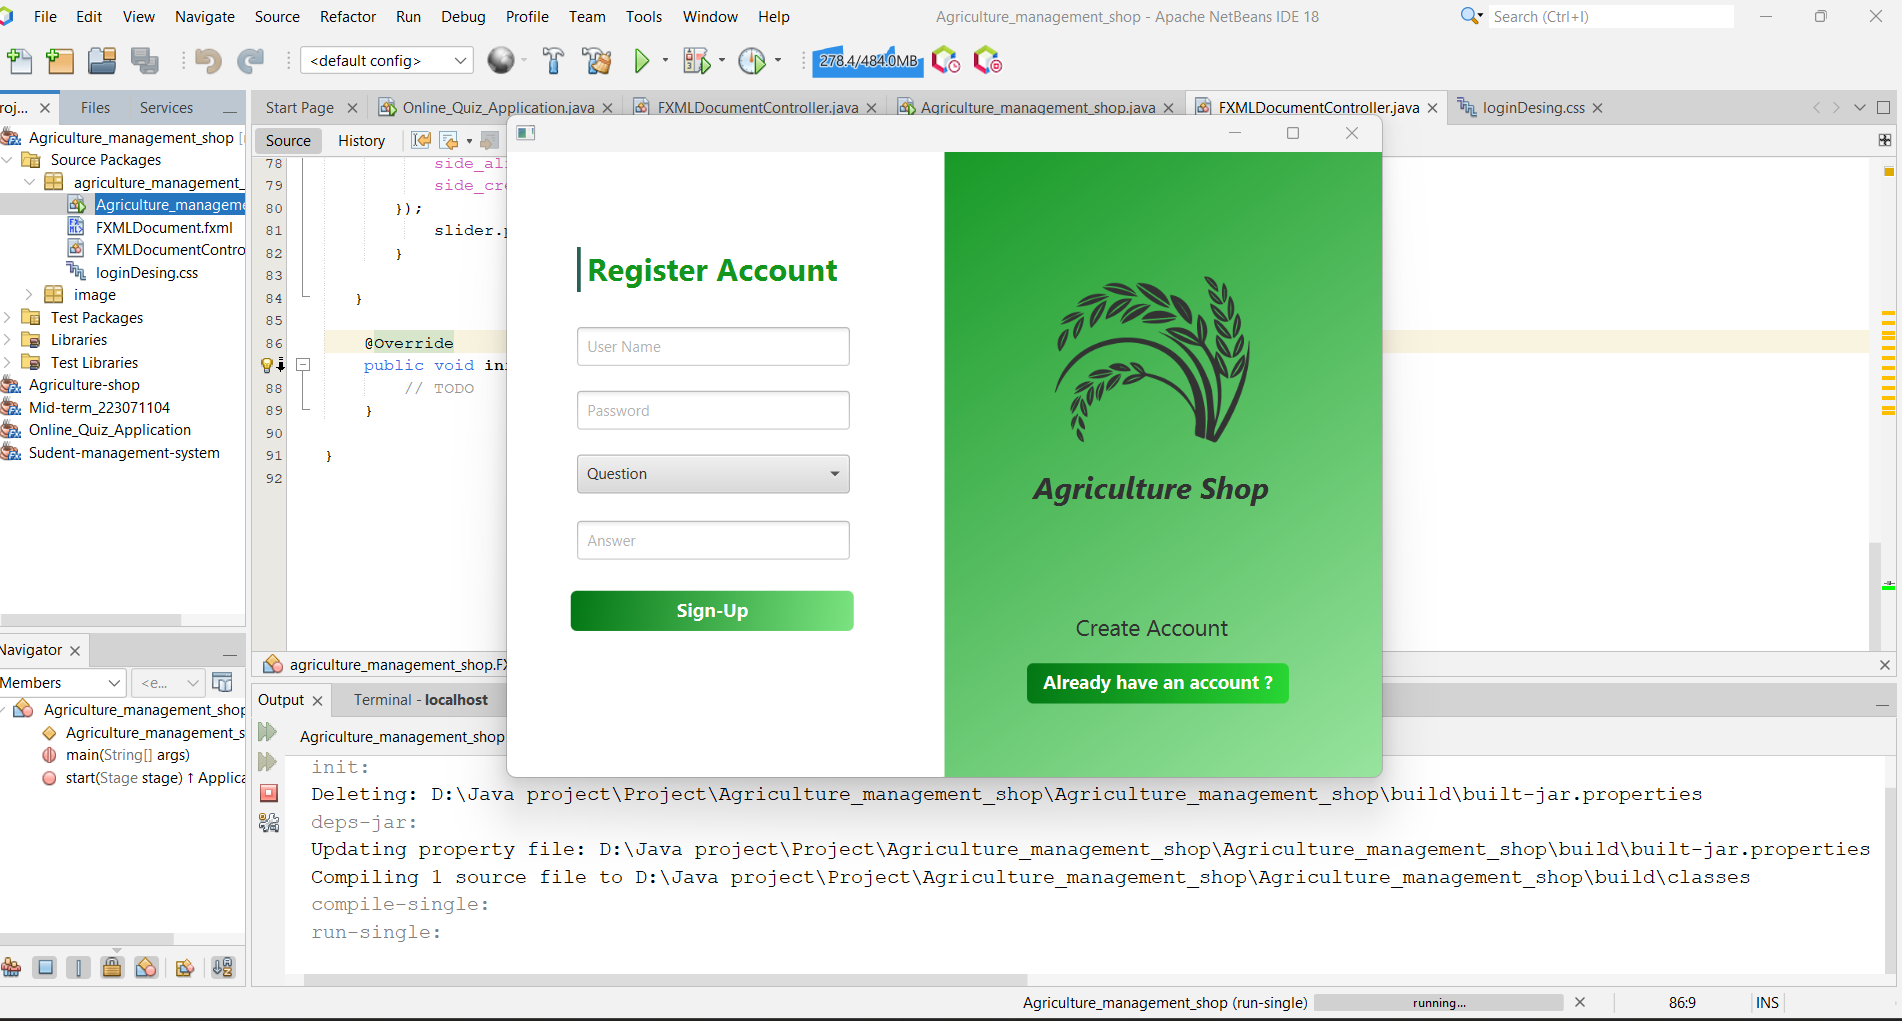 File Edit View Navigate Source Refactor Run Debug Profile Team Tools Window Help
Agriculture_management_shop - Apache NetBeans IDE 18
Search (Ctrl+I)
<default config>
278.4/484.0MB
roj... Files Services
Agriculture_management_shop
Source Packages
agriculture_management_
Agriculture_manageme
FXMLDocument.fxml
FXMLDocumentContro
loginDesing.css
image
Test Packages
Libraries
Test Libraries
Agriculture-shop
Mid-term_223071104
Online_Quiz_Application
Sudent-management-system
Start Page Online_Quiz_Application.java FXMLDocumentController.java Agriculture_management_shop.java FXMLDocumentController.java loginDesing.css
Source History
78 side_ali
79 side_cre
80 });
81 slider.p
82 }
83
84 }
85
86 @Override
public void ini
88 // TODO
89 }
90
91 }
92
agriculture_management_shop.FX
Register Account
User Name
Password
Question
Answer
Sign-Up
Agriculture Shop
Create Account
Already have an account ?
Navigator
Members
<e...
Agriculture_management_shop
Agriculture_management_s
main(String[] args)
start(Stage stage) ↑ Applica
Output Terminal - localhost
Agriculture_management_shop
init:
Deleting: D:\Java project\Project\Agriculture_management_shop\Agriculture_management_shop\build\built-jar.properties
deps-jar:
Updating property file: D:\Java project\Project\Agriculture_management_shop\Agriculture_management_shop\build\built-jar.properties
Compiling 1 source file to D:\Java project\Project\Agriculture_management_shop\Agriculture_management_shop\build\classes
compile-single:
run-single:
Agriculture_management_shop (run-single) running... 86:9 INS